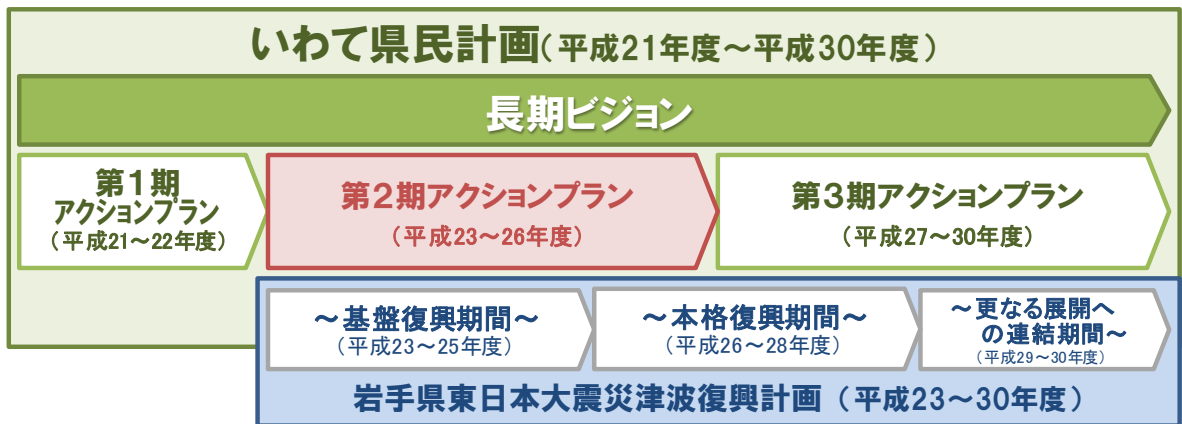 いわて県民計画（平成21年度～平成30年度）
長期ビジョン
第１期
アクションプラン
（平成21～22年度）
第２期アクションプラン
（平成23～26年度）
第３期アクションプラン
（平成27～30年度）
～基盤復興期間～
（平成23～25年度）
～本格復興期間～
（平成26～28年度）
～更なる展開へ
の連結期間～
（平成29～30年度）
岩手県東日本大震災津波復興計画（平成23～30年度）